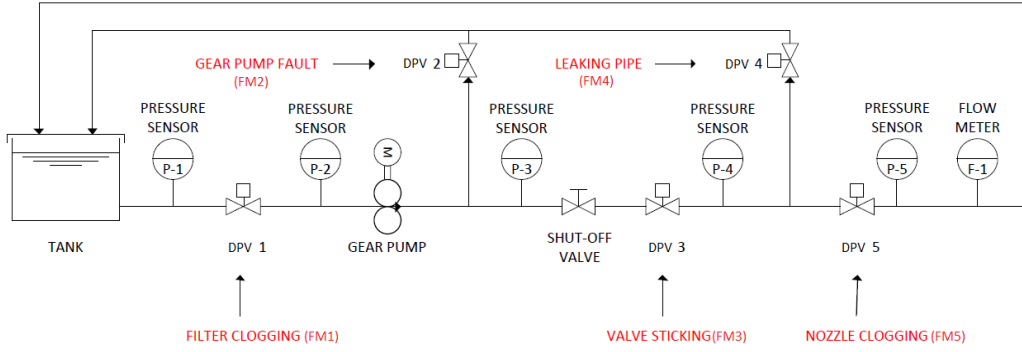 GEAR PUMP FAULT
(FM2)
DPV 2
LEAKING PIPE
(FM4)
DPV 4
PRESSURE
SENSOR
P-1
PRESSURE
SENSOR
P-2
M
PRESSURE
SENSOR
P-3
PRESSURE
SENSOR
P-4
PRESSURE
SENSOR
P-5
FLOW
METER
F-1
TANK
DPV 1
GEAR PUMP
SHUT-OFF
VALVE
DPV 3
DPV 5
FILTER CLOGGING (FM1)
VALVE STICKING(FM3)
NOZZLE CLOGGING (FM5)